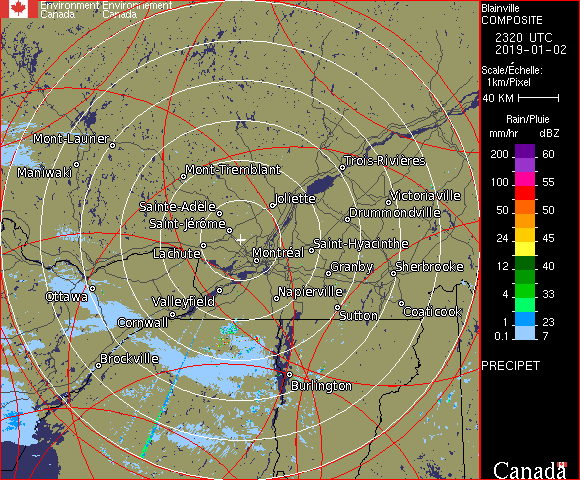 Environment Environnement
Canada Canada
Blainville
COMPOSITE
2320 UTC
2019-01-02
Scale/Échelle:
1km/Pixel
40 KM
Rain/Pluie
mm/hr dBZ
200 60
100 55
50 50
24 45
12 40
4 33
1 23
0.1 7
PRECIPET
Canada
Mont-Laurier
Maniwaki
Mont-Tremblant
Trois-Rivières
Sainte-Adèle
Joliette
Victoriaville
Drummondville
Saint-Jérôme
Lachute
Montréal
Saint-Hyacinthe
Granby
Sherbrooke
Ottawa
Valleyfield
Napierville
Cornwall
Sutton
Coaticook
Brockville
Burlington